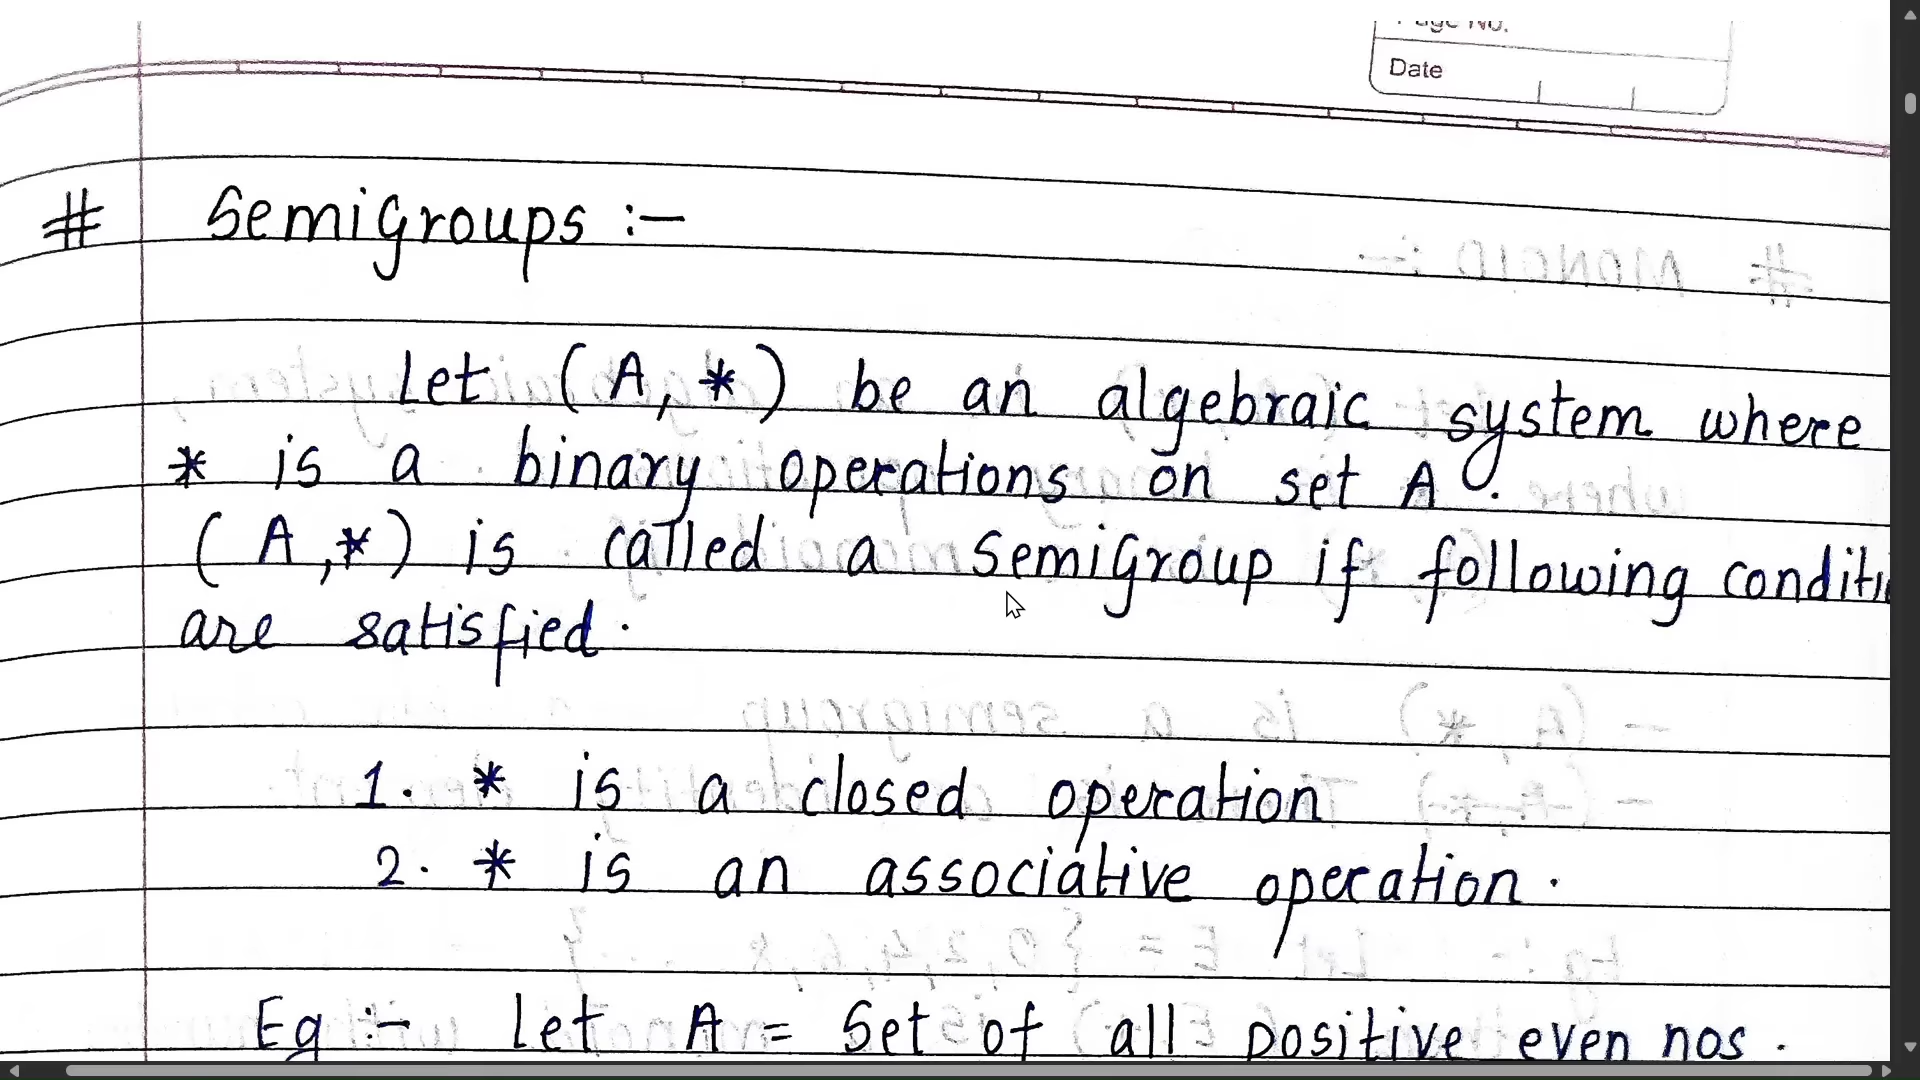 Page No.
Date
# Semigroups :-
Let (A, *) be an algebraic system where
* is a binary operations on set A.
(A, *) is called a semigroup if following conditi
are satisfied.
1. * is a closed operation
2. * is an associative operation.
Eg :- Let A = Set of all positive even nos.